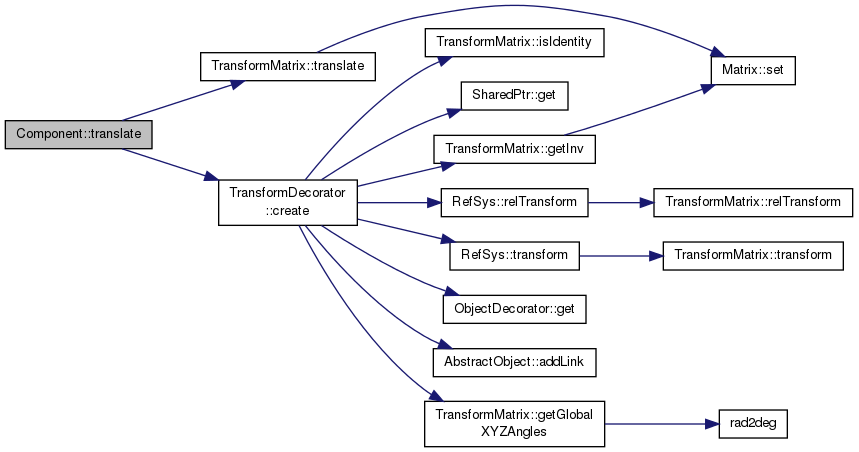 Component::translate
TransformMatrix::translate
TransformDecorator
::create
TransformMatrix::isIdentity
SharedPtr::get
TransformMatrix::getInv
RefSys::relTransform
RefSys::transform
ObjectDecorator::get
AbstractObject::addLink
TransformMatrix::getGlobal
XYZAngles
Matrix::set
TransformMatrix::relTransform
TransformMatrix::transform
rad2deg